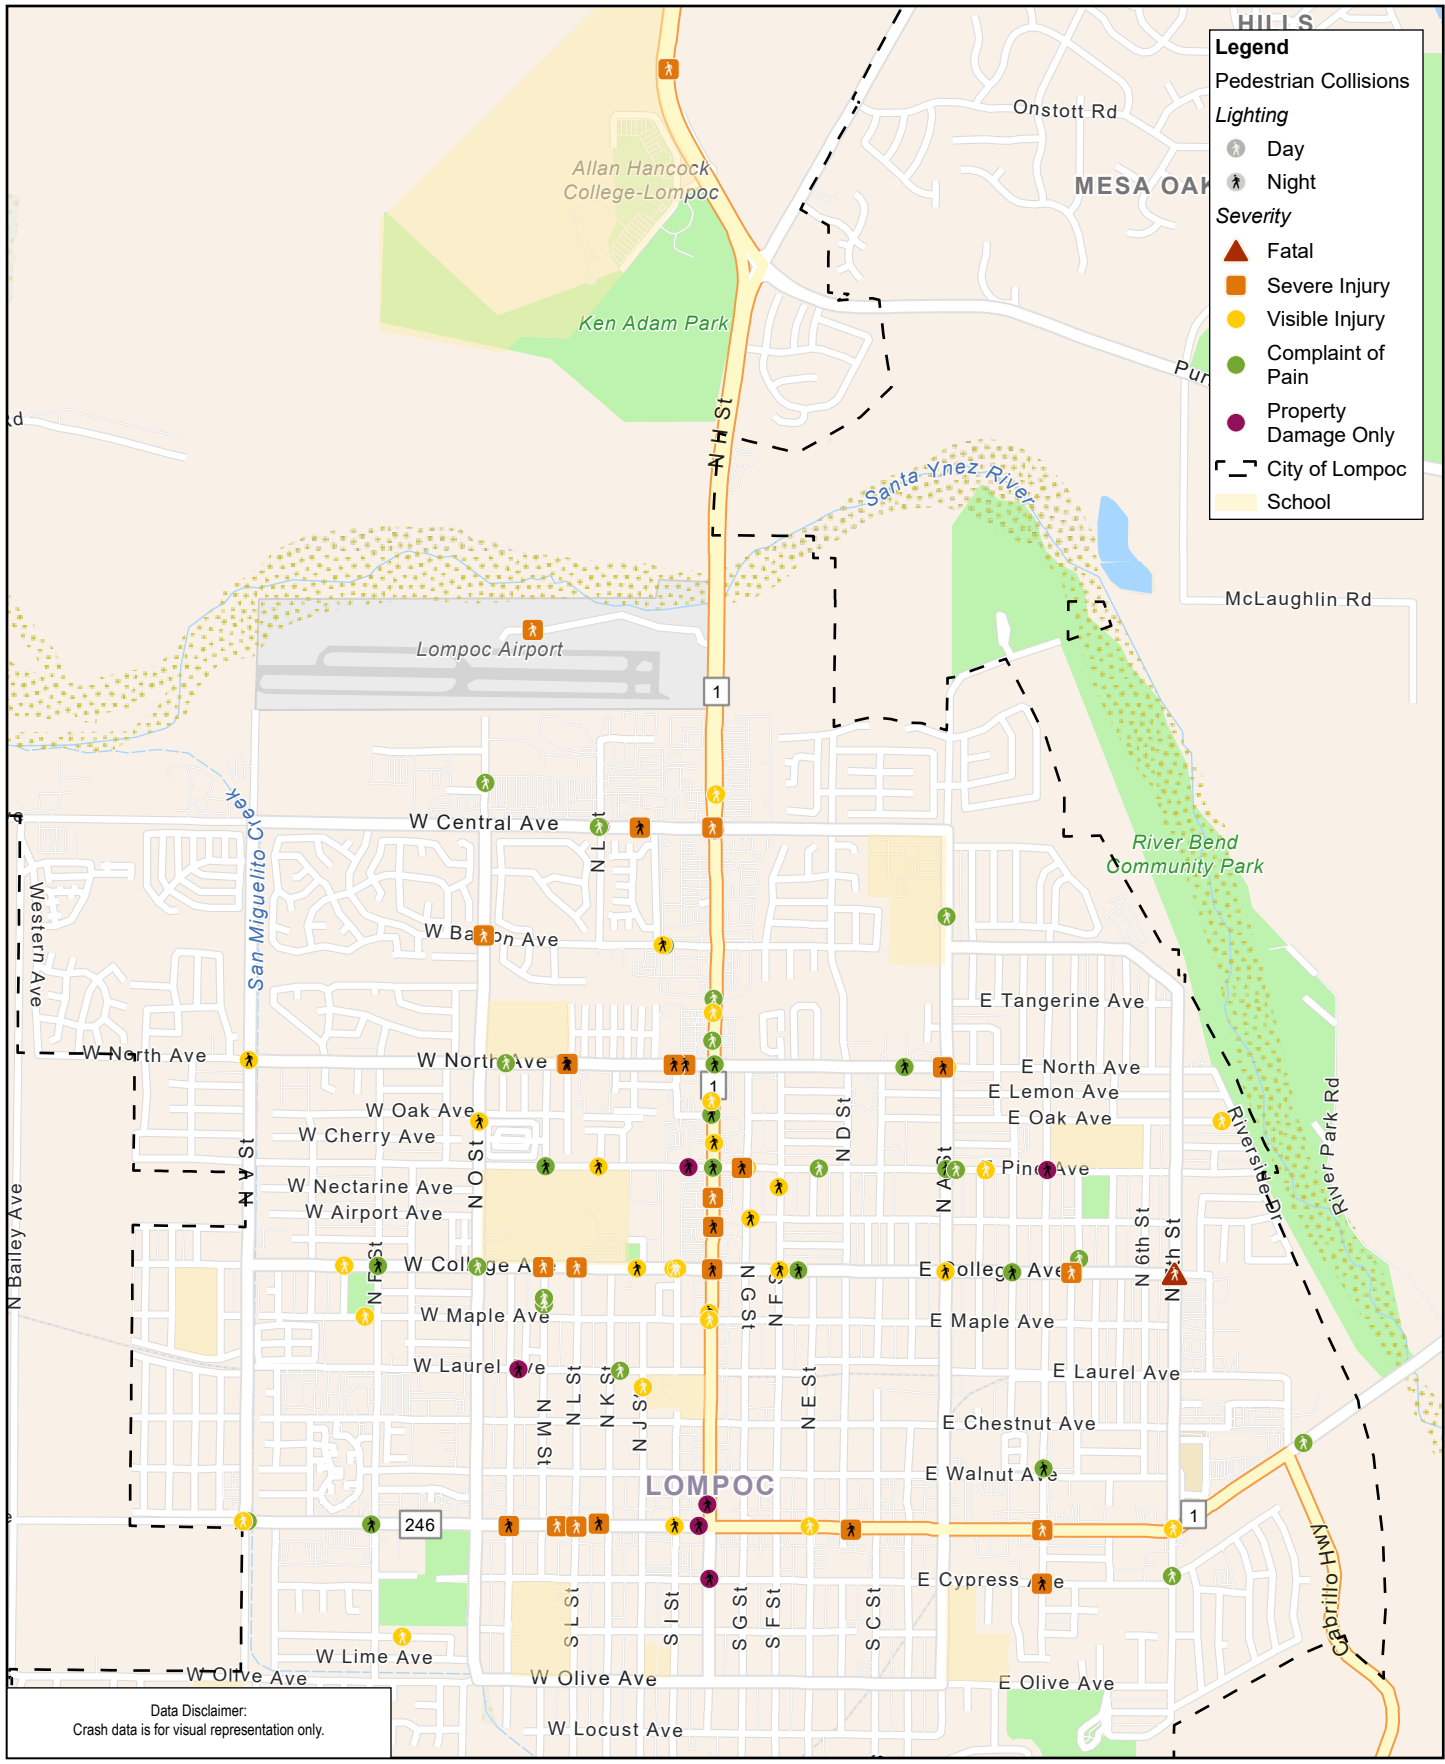 HILLS
Legend
Pedestrian Collisions
Lighting
Day
Night
Severity
Fatal
Severe Injury
Visible Injury
Complaint of
Pain
Property
Damage Only
City of Lompoc
School
Onstott Rd
MESA OAK
Allan Hancock
College-Lompoc
Ken Adam Park
Pur
N H St
Rd
Santa Ynez River
McLaughlin Rd
Lompoc Airport
1
San Miguelito Creek
W Central Ave
N L St
River Bend
Community Park
Western Ave
W Barton Ave
E Tangerine Ave
W North Ave
W North Ave
E North Ave
1
E Lemon Ave
W Oak Ave
E Oak Ave
W Cherry Ave
N D St
Riverside Dr
River Park Rd
N A St
N O St
N A St
E Pine Ave
W Nectarine Ave
W Airport Ave
N Bailey Ave
N 6th St
N 7th St
N R St
W College Ave
E College Ave
N G St
N F St
W Maple Ave
E Maple Ave
W Laurel Ave
E Laurel Ave
N M St
N L St
N K St
N J St
N E St
E Chestnut Ave
E Walnut Ave
LOMPOC
246
1
Cabrillo Hwy
E Cypress Ave
S L St
S I St
S G St
S F St
S C St
W Lime Ave
W Olive Ave
W Olive Ave
E Olive Ave
W Locust Ave
Data Disclaimer:
Crash data is for visual representation only.